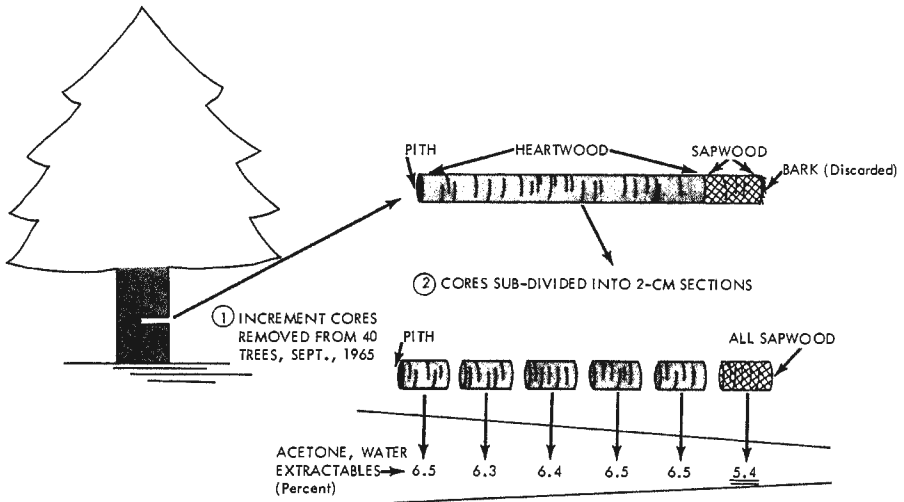 PITH
HEARTWOOD
SAPWOOD
BARK (Discarded)
② CORES SUB-DIVIDED INTO 2-CM SECTIONS
① INCREMENT CORES
REMOVED FROM 40
TREES, SEPT., 1965
PITH
ALL SAPWOOD
ACETONE, WATER
EXTRACTABLES 6.5 6.3 6.4 6.5 6.5 5.4
(Percent)